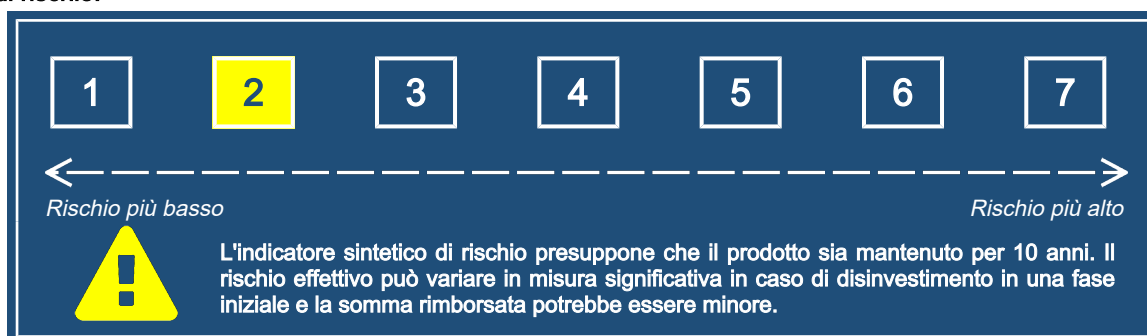 1 2 3 4 5 6 7
Rischio più basso Rischio più alto
L'indicatore sintetico di rischio presuppone che il prodotto sia mantenuto per 10 anni. Il
rischio effettivo può variare in misura significativa in caso di disinvestimento in una fase
iniziale e la somma rimborsata potrebbe essere minore.